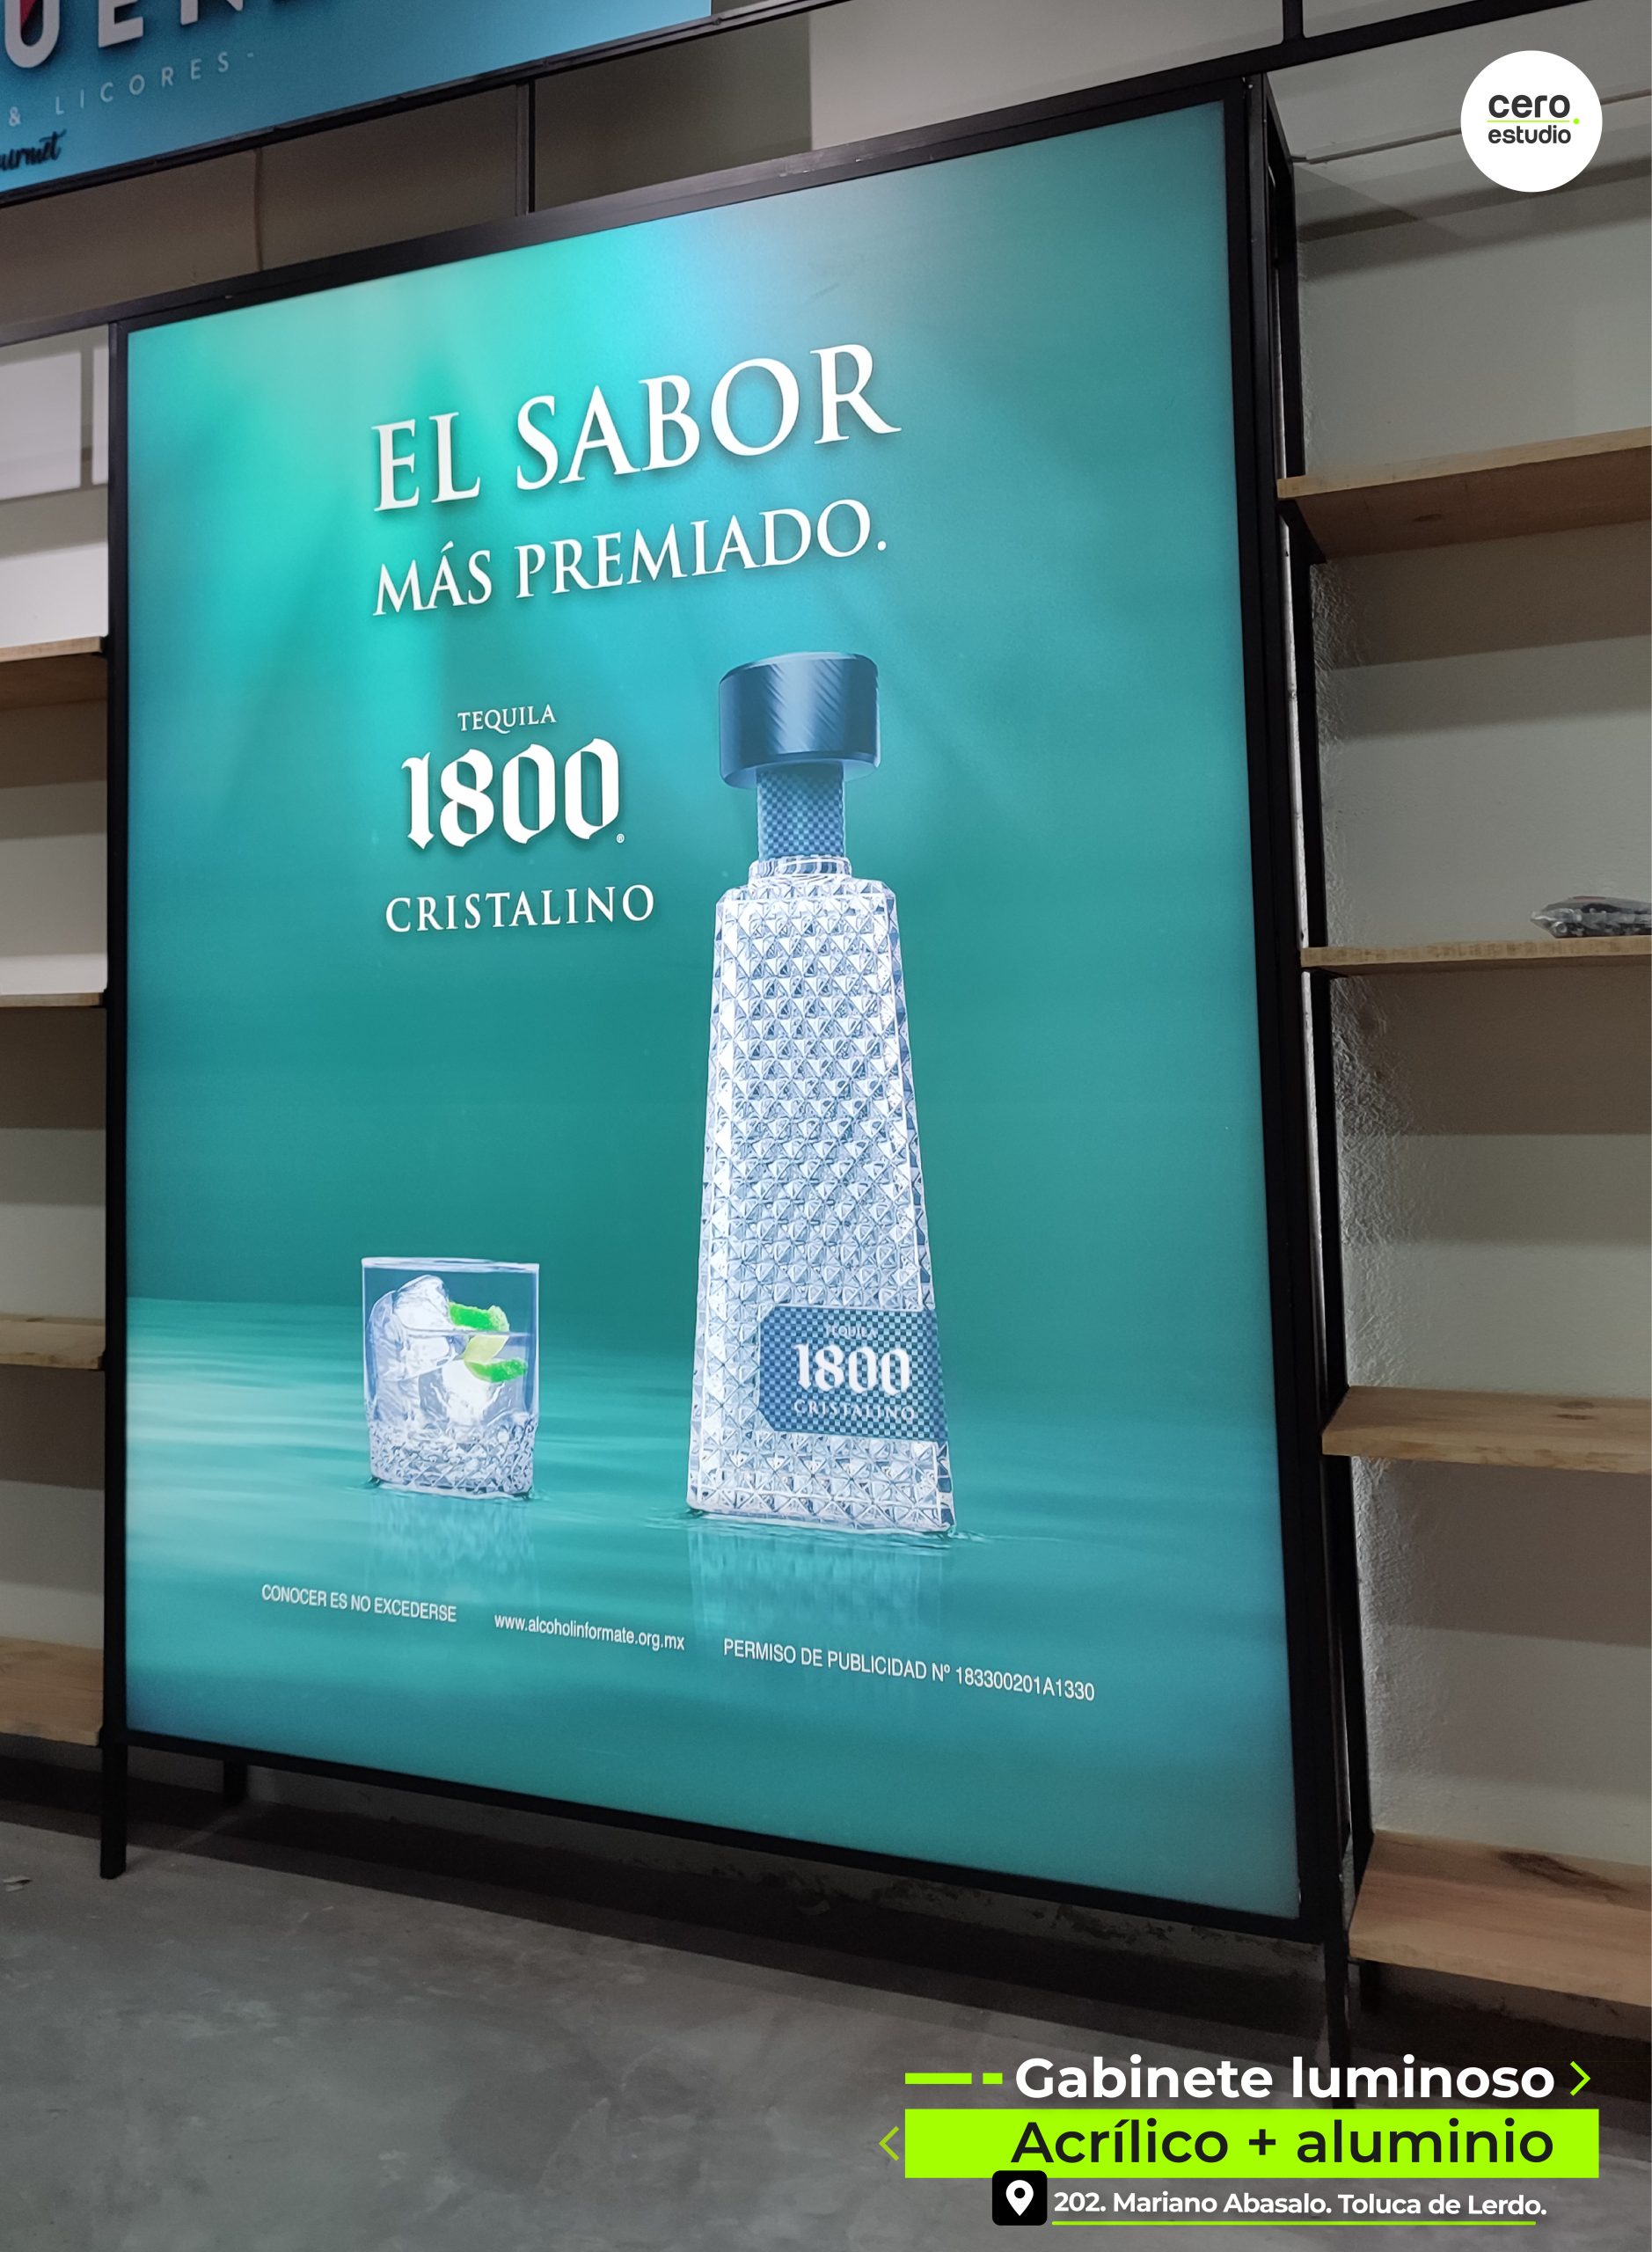 & LICORES-
cero.
estudio
EL SABOR
MÁS PREMIADO.
TEQUILA
1800®
CRISTALINO
TEQUILA
1800
CRISTALINO
CONOCER ES NO EXCEDERSE www.alcoholinformate.org.mx PERMISO DE PUBLICIDAD Nº 183300201A1330
Gabinete luminoso
Acrílico + aluminio
202. Mariano Abasalo. Toluca de Lerdo.